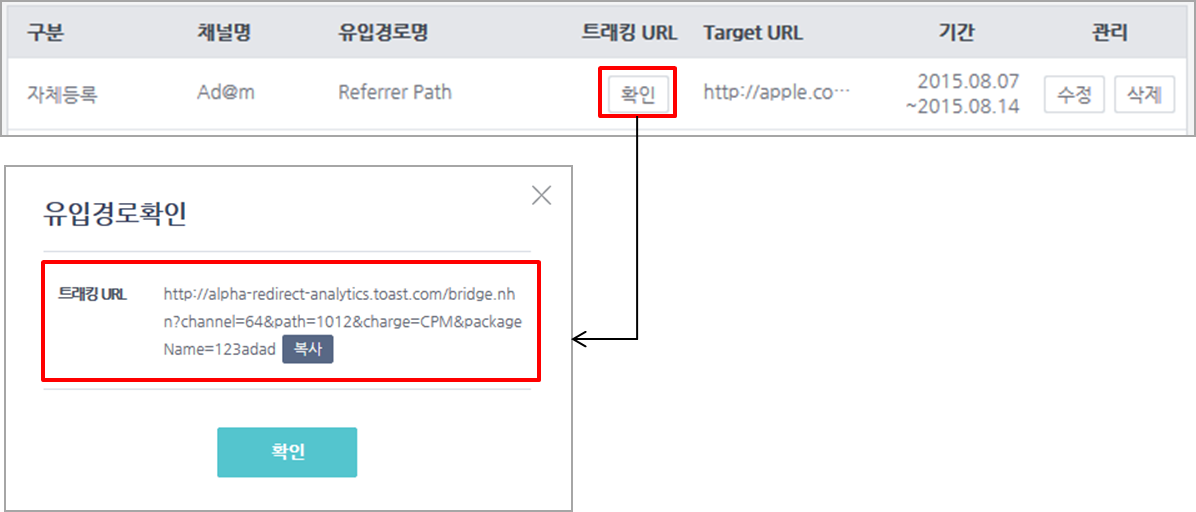 구분 채널명 유입경로명 트래킹 URL Target URL 기간 관리
자체등록 Ad@m Referrer Path 확인 http://apple.co··· 2015.08.07 수정 삭제
~2015.08.14
유입경로확인
트래킹 URL http://alpha-redirect-analytics.toast.com/bridge.nh
n?channel=64&path=1012&charge=CPM&package
Name=123adad 복사
확인